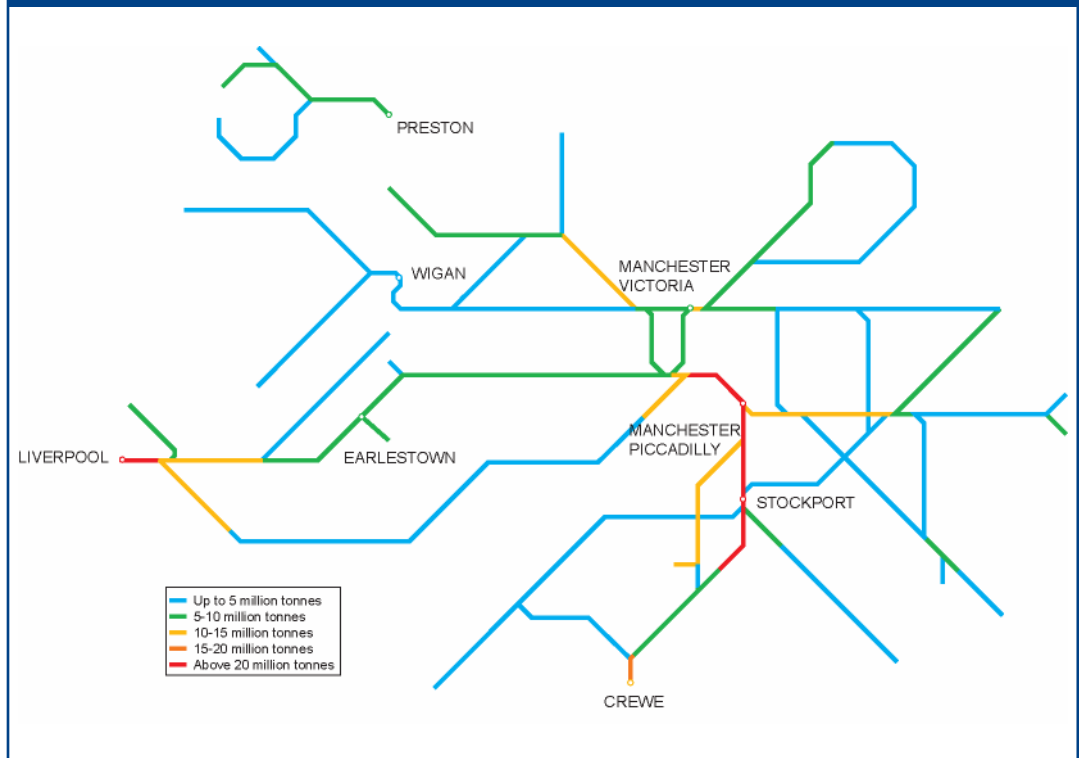 PRESTON
WIGAN
MANCHESTER
VICTORIA
MANCHESTER
PICCADILLY
LIVERPOOL
EARLESTOWN
STOCKPORT
Up to 5 million tonnes
5-10 million tonnes
10-15 million tonnes
15-20 million tonnes
Above 20 million tonnes
CREWE